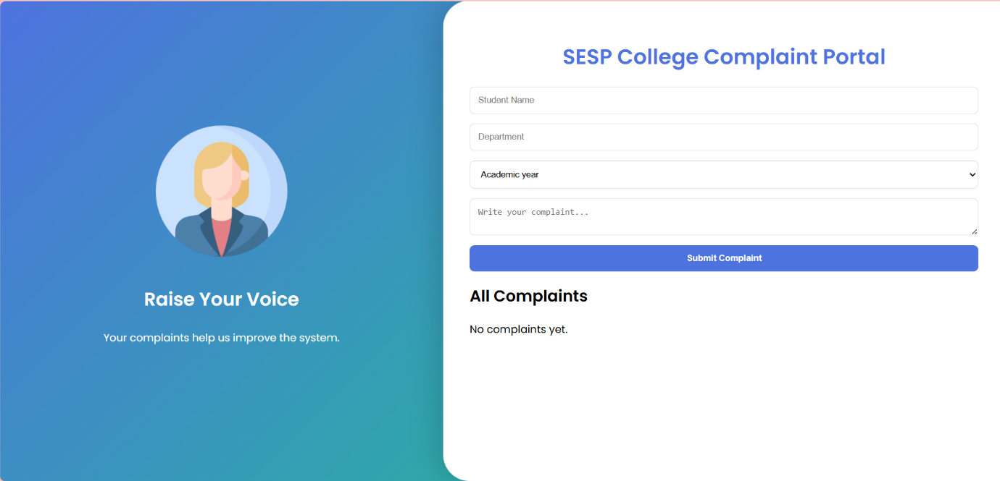 SESP College Complaint Portal
Student Name
Department
Academic year
Write your complaint...
Submit Complaint
All Complaints
No complaints yet.
Raise Your Voice
Your complaints help us improve the system.